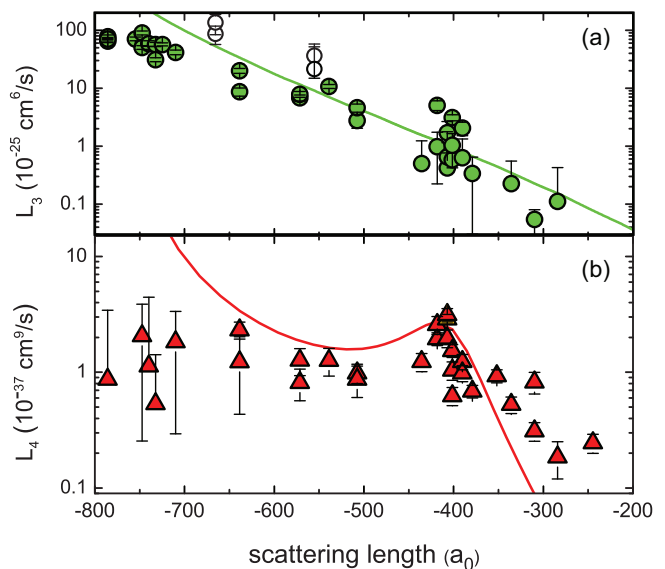 (a)
100
10
1
0.1
L₃ (10⁻²⁵ cm⁶/s)
(b)
10
1
0.1
L₄ (10⁻³⁷ cm⁹/s)
-800 -700 -600 -500 -400 -300 -200
scattering length (a₀)